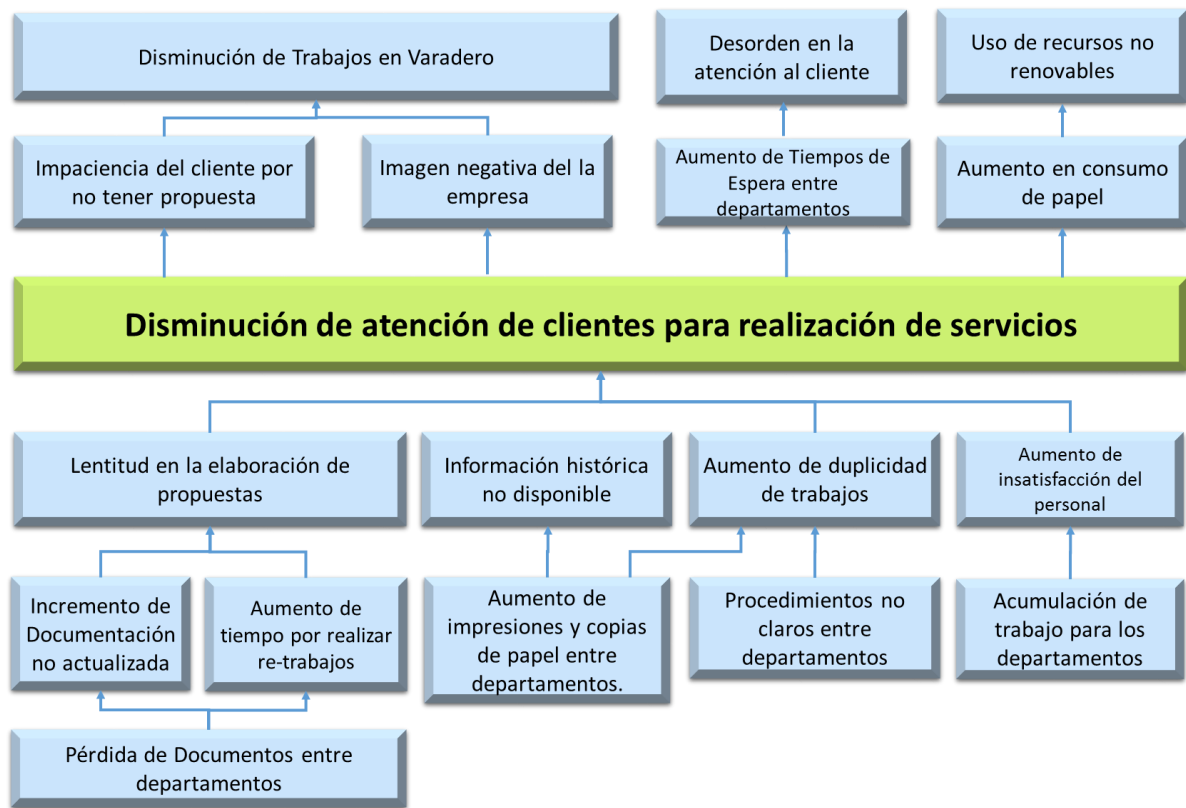 Disminución de Trabajos en Varadero
Desorden en la
atención al cliente
Uso de recursos no
renovables
Impaciencia del cliente por
no tener propuesta
Imagen negativa del la
empresa
Aumento de Tiempos de
Espera entre
departamentos
Aumento en consumo
de papel
Disminución de atención de clientes para realización de servicios
Lentitud en la elaboración de
propuestas
Información histórica
no disponible
Aumento de duplicidad
de trabajos
Aumento de
insatisfacción del
personal
Incremento de
Documentación
no actualizada
Aumento de
tiempo por realizar
re-trabajos
Aumento de
impresiones y copias
de papel entre
departamentos.
Procedimientos no
claros entre
departamentos
Acumulación de
trabajo para los
departamentos
Pérdida de Documentos entre
departamentos